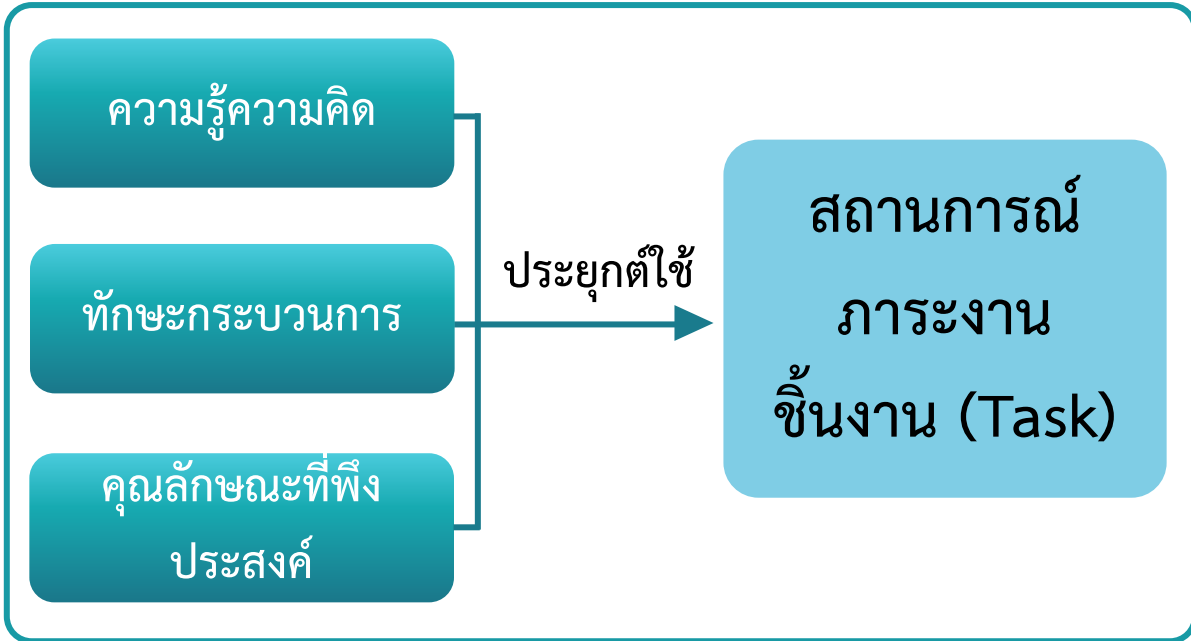 ความรู้ความคิด
ทักษะกระบวนการ
คุณลักษณะที่พึง
ประสงค์
ประยุกต์ใช้
สถานการณ์
ภาระงาน
ชิ้นงาน (Task)